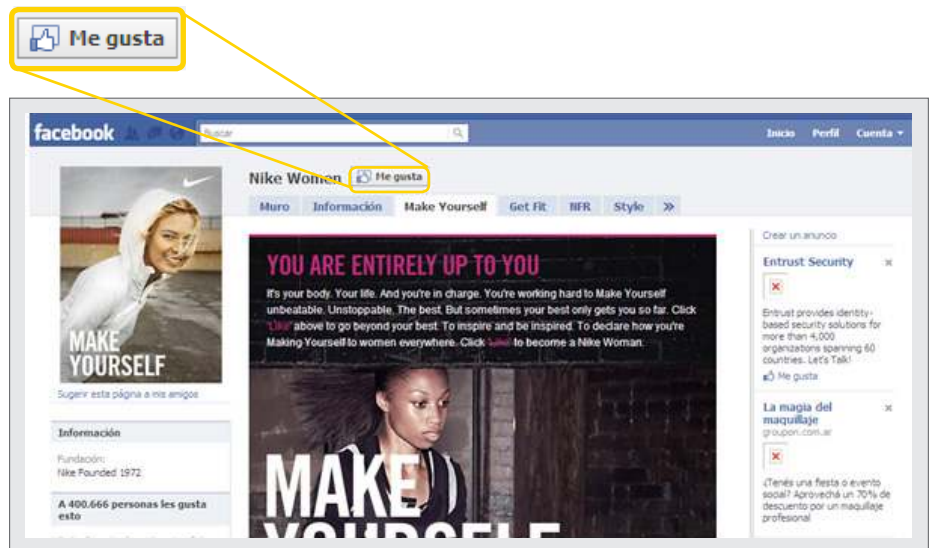 Me gusta
facebook
Buscar
Inicio Perfil Cuenta
Nike Women Me gusta
Muro Información Make Yourself Get Fit NFR Style »
MAKE
YOURSELF
Sugerir esta página a mis amigos
Información
Fundación:
Nike Founded 1972
A 400.666 personas les gusta
esto
YOU ARE ENTIRELY UP TO YOU
It's your body. Your life. And you're in charge. You're working hard to Make Yourself
unbeatable. Unstoppable. The best. But sometimes your best only gets you so far. Click
"Like" above to go beyond your best. To inspire and be inspired. To declare how you're
Making Yourself to women everywhere. Click "Like" to become a Nike Woman.
MAKE
YOURSELF
Crear un anuncio
Entrust Security
Entrust provides identity-
based security solutions for
more than 4,000
organizations spanning 60
countries. Let's Talk!
Me gusta
La magia del
maquillaje
groupon.com.ar
¿Tenés una fiesta o evento
social? Aprovechá un 70% de
descuento por un maquillaje
profesional